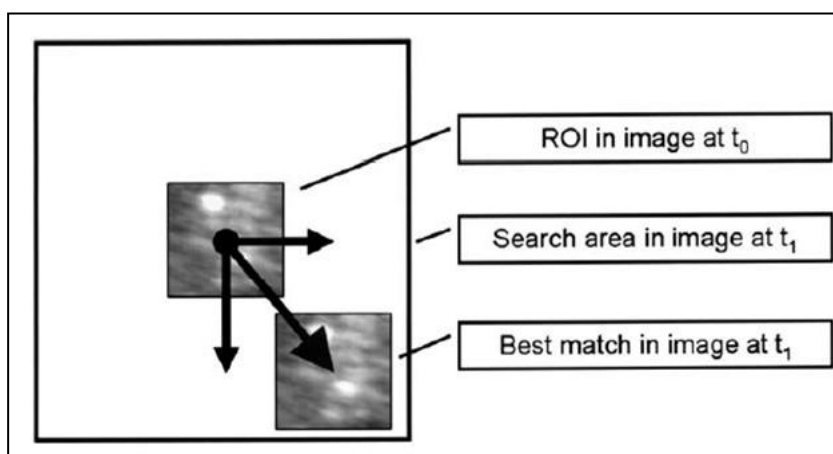 ROI in image at t₀
Search area in image at t₁
Best match in image at t₁